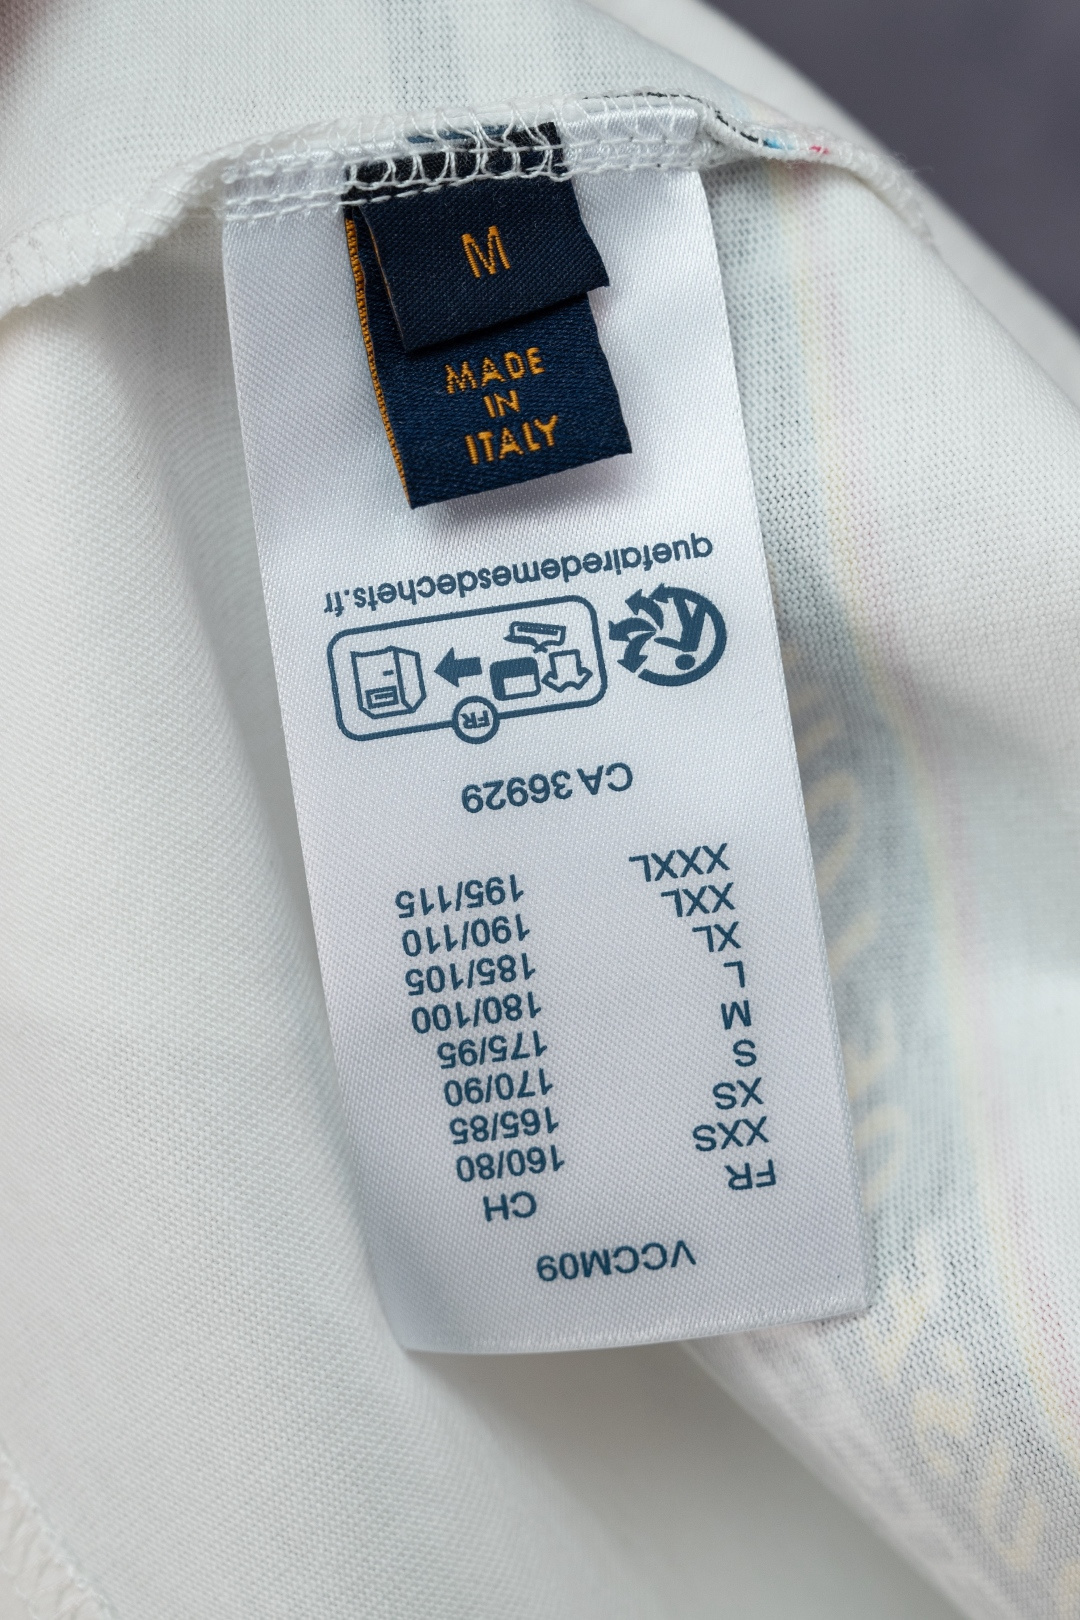 M
MADE
IN
ITALY
VCCM09
FR CH
XXS 160/80
XS 165/85
S 170/90
M 175/95
L 180/100
XL 185/105
XXL 190/110
XXXL 195/115
CA 36929
FR
quefairedemesdechets.fr